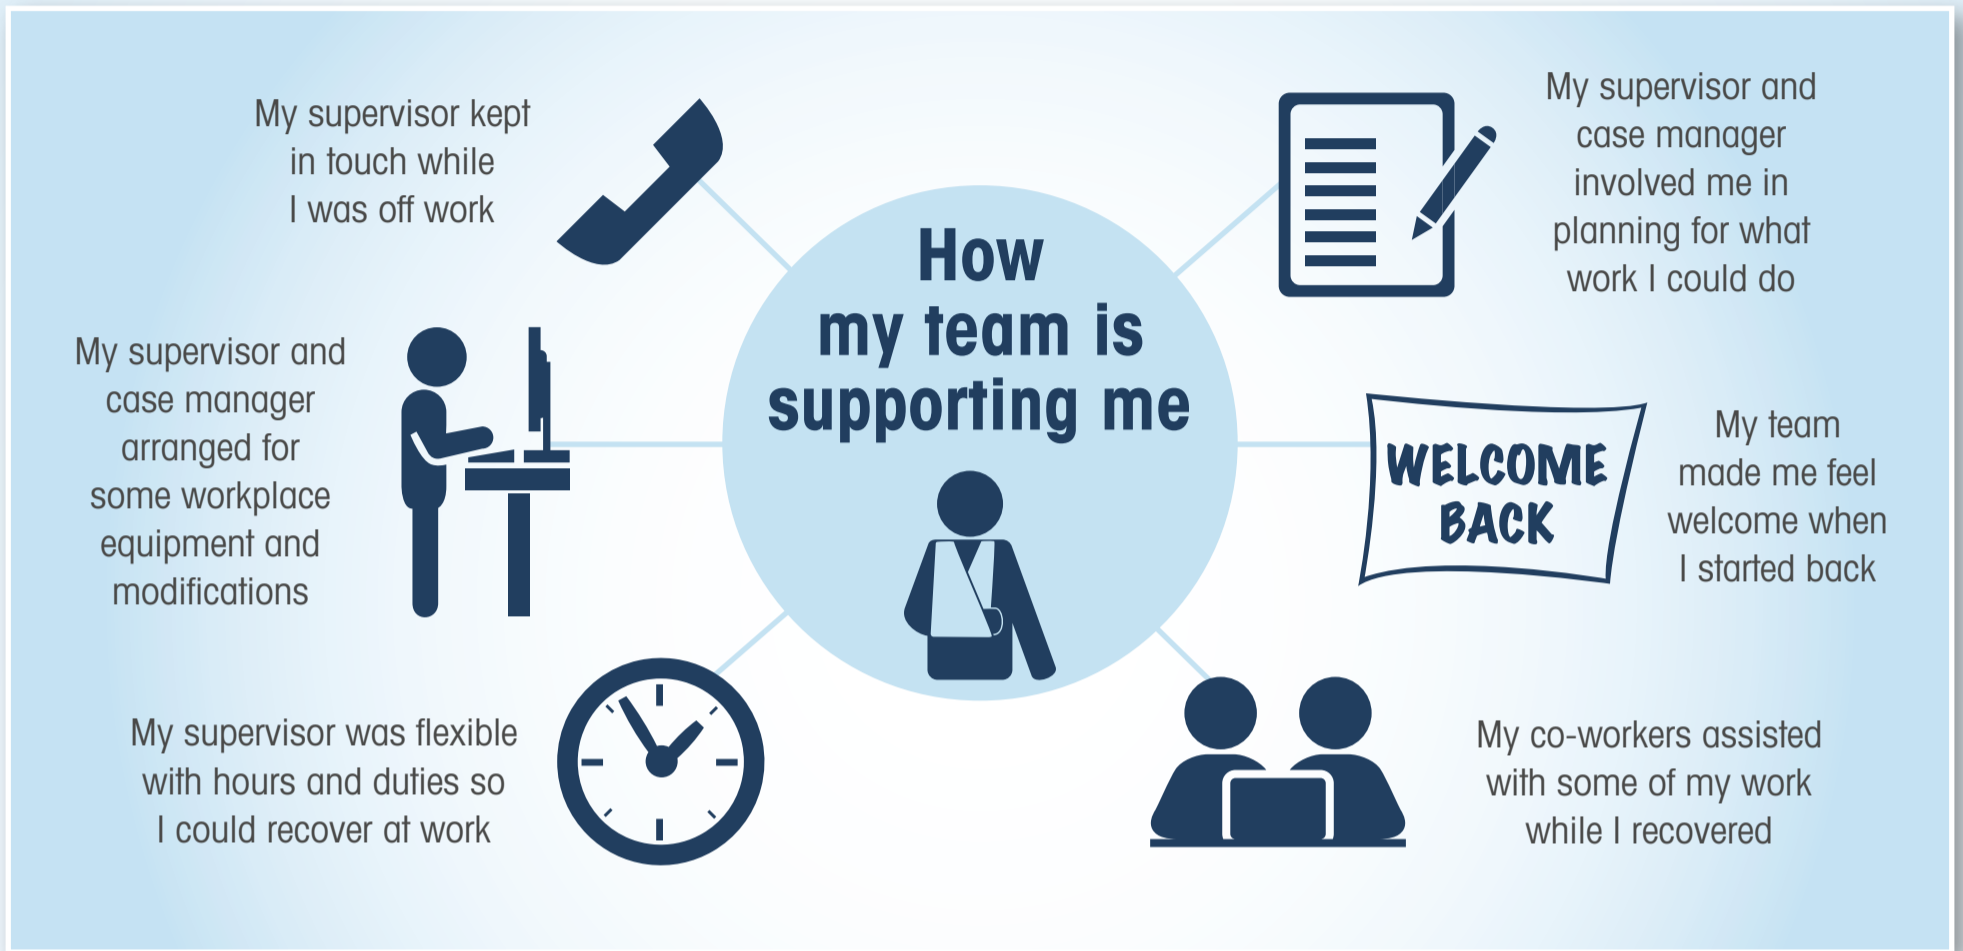 How
my team is
supporting me
My supervisor kept
in touch while
I was off work
My supervisor and
case manager
arranged for
some workplace
equipment and
modifications
My supervisor was flexible
with hours and duties so
I could recover at work
My supervisor and
case manager
involved me in
planning for what
work I could do
WELCOME
BACK
My team
made me feel
welcome when
I started back
My co-workers assisted
with some of my work
while I recovered